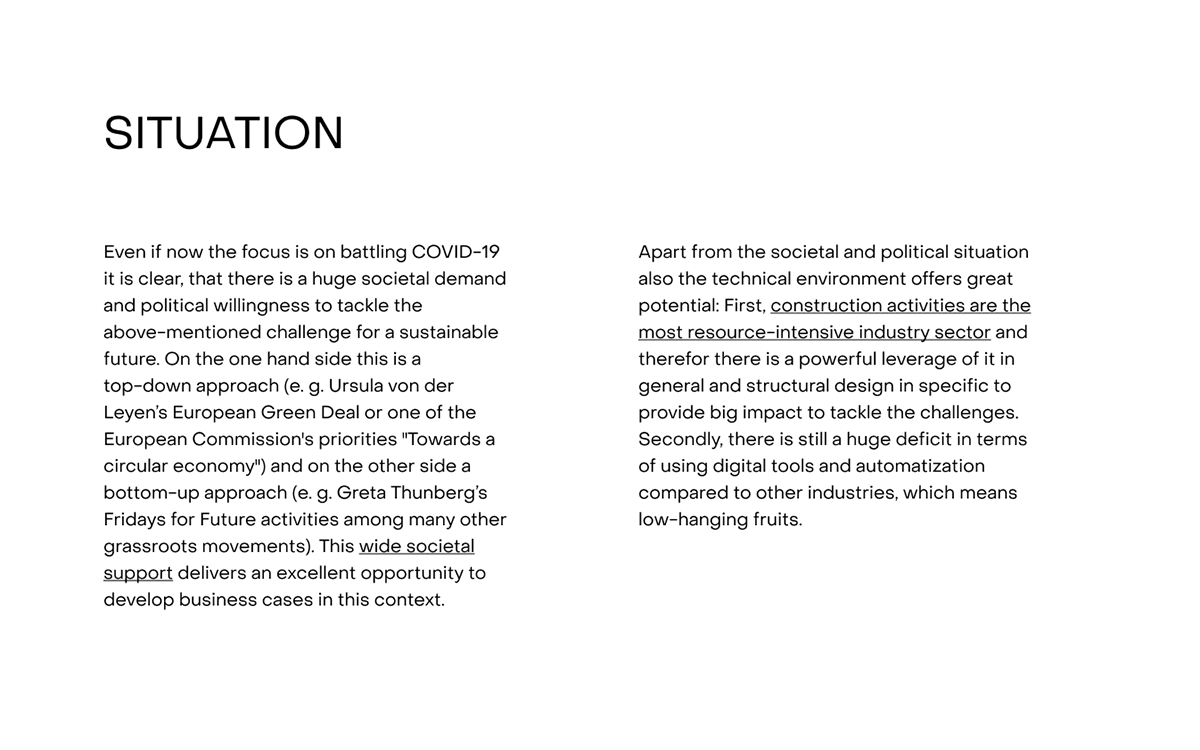 SITUATION
Even if now the focus is on battling COVID-19
it is clear, that there is a huge societal demand
and political willingness to tackle the
above-mentioned challenge for a sustainable
future. On the one hand side this is a
top-down approach (e. g. Ursula von der
Leyen’s European Green Deal or one of the
European Commission's priorities "Towards a
circular economy") and on the other side a
bottom-up approach (e. g. Greta Thunberg’s
Fridays for Future activities among many other
grassroots movements). This wide societal
support delivers an excellent opportunity to
develop business cases in this context.
Apart from the societal and political situation
also the technical environment offers great
potential: First, construction activities are the
most resource-intensive industry sector and
therefor there is a powerful leverage of it in
general and structural design in specific to
provide big impact to tackle the challenges.
Secondly, there is still a huge deficit in terms
of using digital tools and automatization
compared to other industries, which means
low-hanging fruits.